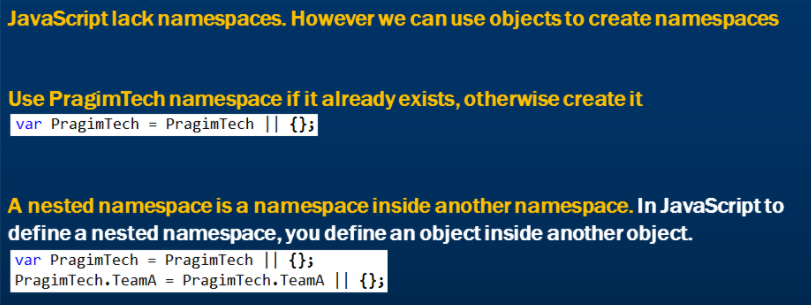 JavaScript lack namespaces. However we can use objects to create namespaces
Use PragimTech namespace if it already exists, otherwise create it
var PragimTech = PragimTech || {};
A nested namespace is a namespace inside another namespace. In JavaScript to
define a nested namespace, you define an object inside another object.
var PragimTech = PragimTech || {};
PragimTech.TeamA = PragimTech.TeamA || {};